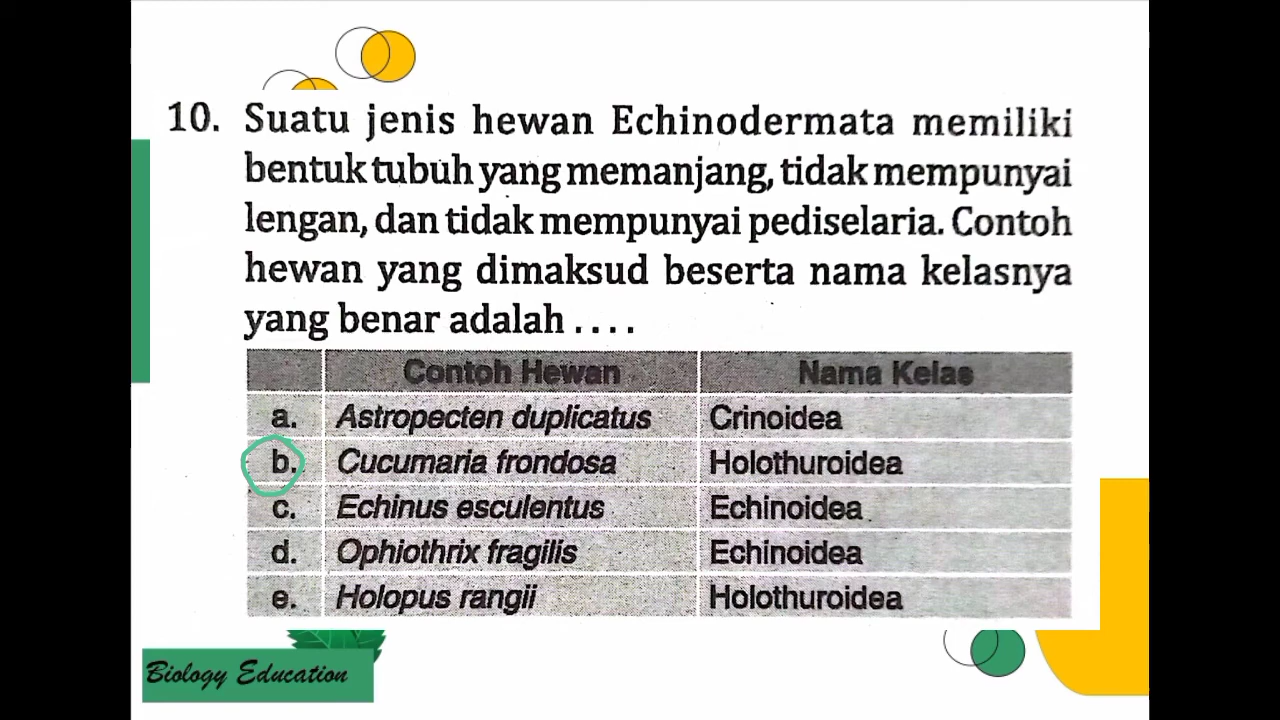 10. Suatu jenis hewan Echinodermata memiliki
bentuk tubuh yang memanjang, tidak mempunyai
lengan, dan tidak mempunyai pediselaria. Contoh
hewan yang dimaksud beserta nama kelasnya
yang benar adalah . . . .
Contoh Hewan Nama Kelas
a. Astropecten duplicatus Crinoidea
b. Cucumaria frondosa Holothuroidea
c. Echinus esculentus Echinoidea
d. Ophiothrix fragilis Echinoidea
e. Holopus rangii Holothuroidea
Biology Education